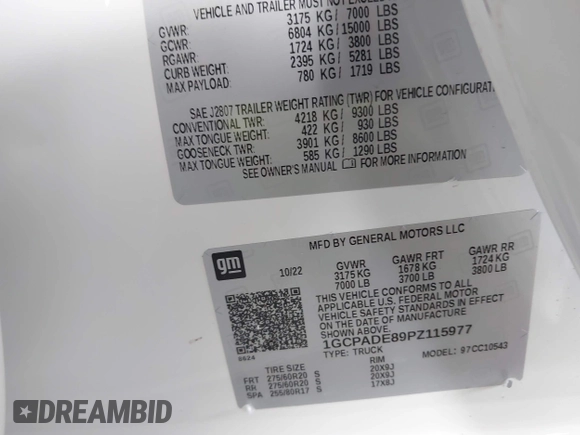 VEHICLE AND TRAILER MUST NOT EXCEED
GVWR: 3175 KG / 7000 LBS
GCWR: 6804 KG / 15000 LBS
RGAWR: 1724 KG / 3800 LBS
CURB WEIGHT: 2395 KG / 5281 LBS
MAX PAYLOAD: 780 KG / 1719 LBS
SAE J2807 TRAILER WEIGHT RATING (TWR) FOR VEHICLE CONFIGURAT
CONVENTIONAL TWR: 4218 KG / 9300 LBS
MAX TONGUE WEIGHT: 422 KG / 930 LBS
GOOSENECK TWR: 3901 KG / 8600 LBS
MAX TONGUE WEIGHT: 585 KG / 1290 LBS
SEE OWNER'S MANUAL FOR MORE INFORMATION
gm
MFD BY GENERAL MOTORS LLC
10/22 GVWR GAWR FRT GAWR RR
3175 KG 1678 KG 1724 KG
7000 LB 3700 LB 3800 LB
THIS VEHICLE CONFORMS TO ALL
APPLICABLE U.S. FEDERAL MOTOR
VEHICLE SAFETY STANDARDS IN EFFECT
ON THE DATE OF MANUFACTURE
SHOWN ABOVE.
1GCPADE89PZ115977
TYPE: TRUCK MODEL: 97CC10543
0624
TIRE SIZE RIM
FRT 275/60R20 S 20X9J
RR 275/60R20 S 20X9J
SPA 255/80R17 S 17X8J
DREAMBID